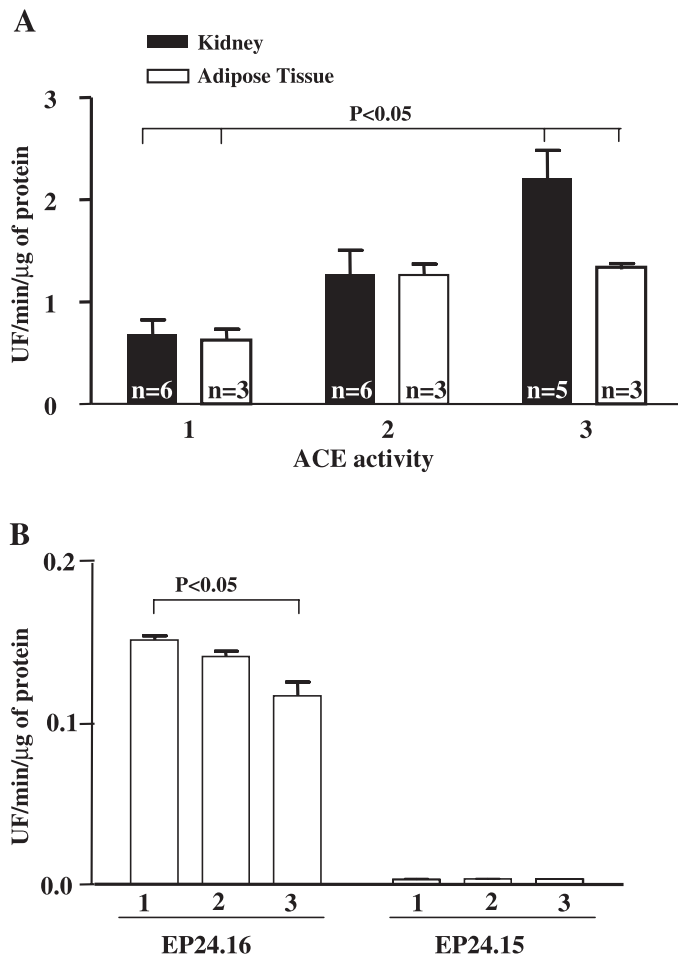 A
Kidney
Adipose Tissue
P<0.05
UF/min/μg of protein
3
2
1
0
n=6 n=3 n=6 n=3 n=5 n=3
1 2 3
ACE activity
B
P<0.05
UF/min/μg of protein
0.2
0.1
0.0
1 2 3 1 2 3
EP24.16 EP24.15